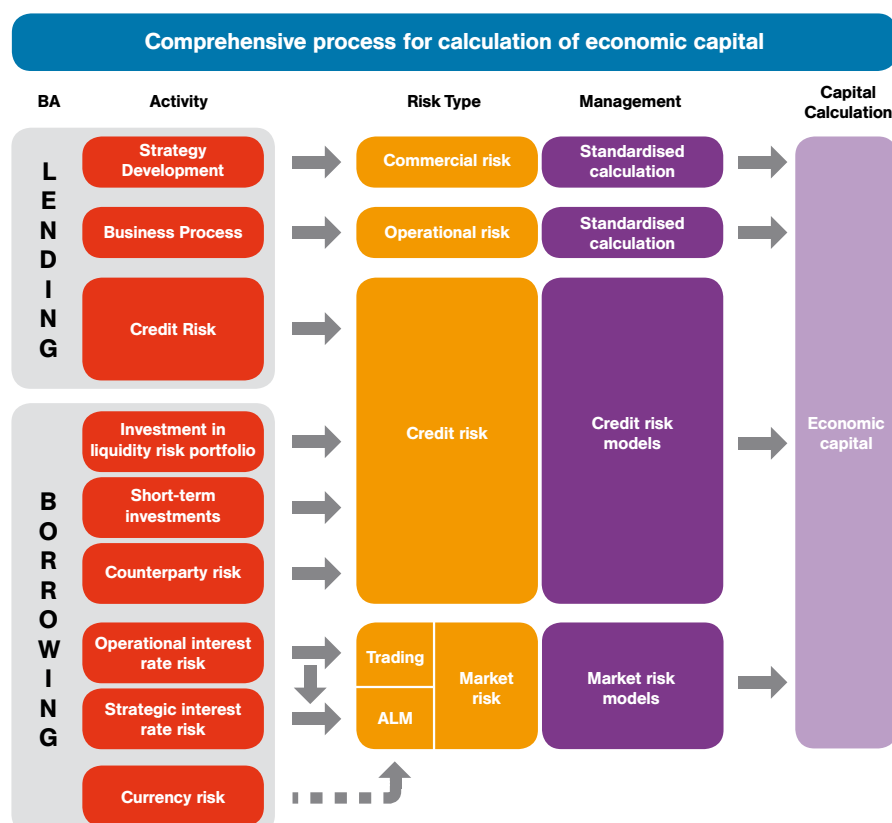 Comprehensive process for calculation of economic capital
BA
Activity
Risk Type
Management
Capital
Calculation
LENDING
Strategy
Development
Commercial risk
Standardised
calculation
Business Process
Operational risk
Standardised
calculation
Credit Risk
Credit risk
Credit risk
models
Economic
capital
BORROWING
Investment in
liquidity risk portfolio
Short-term
investments
Counterparty risk
Operational interest
rate risk
Trading
Market
risk
Market risk
models
Strategic interest
rate risk
ALM
Currency risk